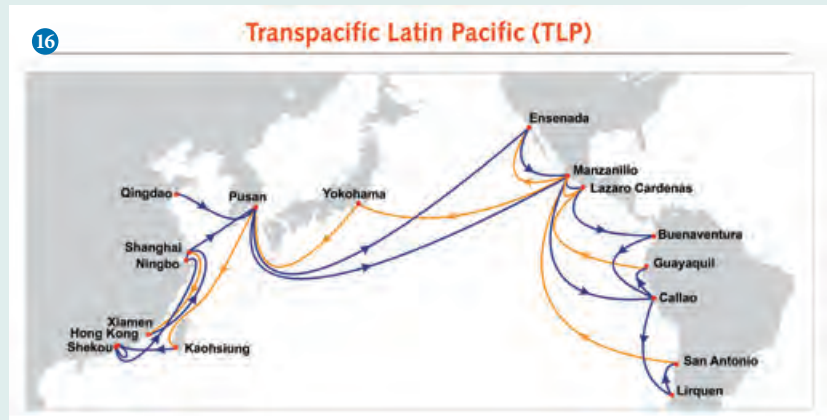 16
Transpacific Latin Pacific (TLP)
Ensenada
Manzanillo
Lazaro Cardenas
Qingdao
Pusan
Yokohama
Buenaventura
Shanghai
Ningbo
Guayaquil
Callao
Xiamen
Hong Kong
Shekou
Kaohsiung
San Antonio
Lirquen